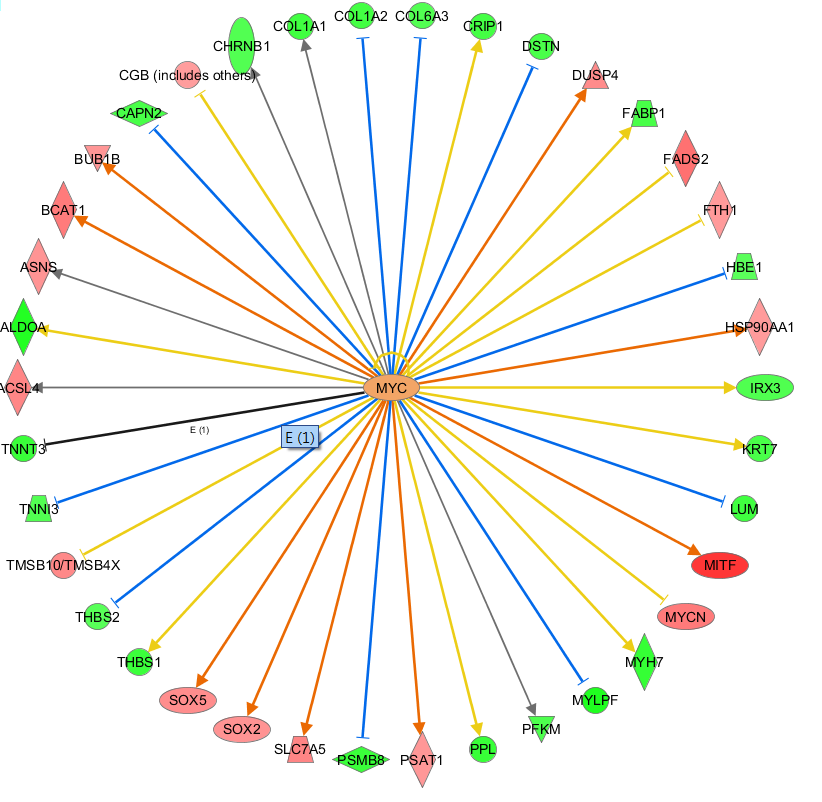 COL1A2
COL6A3
COL1A1
CRIP1
CHRNB1
DSTN
CGB (includes others)
DUSP4
CAPN2
FABP1
BUB1B
FADS2
BCAT1
FTH1
ASNS
HBE1
ALDOA
HSP90AA1
ACSL4
MYC
IRX3
E (1)
E (1)
TNNT3
KRT7
TNNI3
LUM
TMSB10/TMSB4X
MITF
THBS2
MYCN
THBS1
MYH7
SOX5
MYLPF
SOX2
PFKM
SLC7A5
PPL
PSMB8
PSAT1